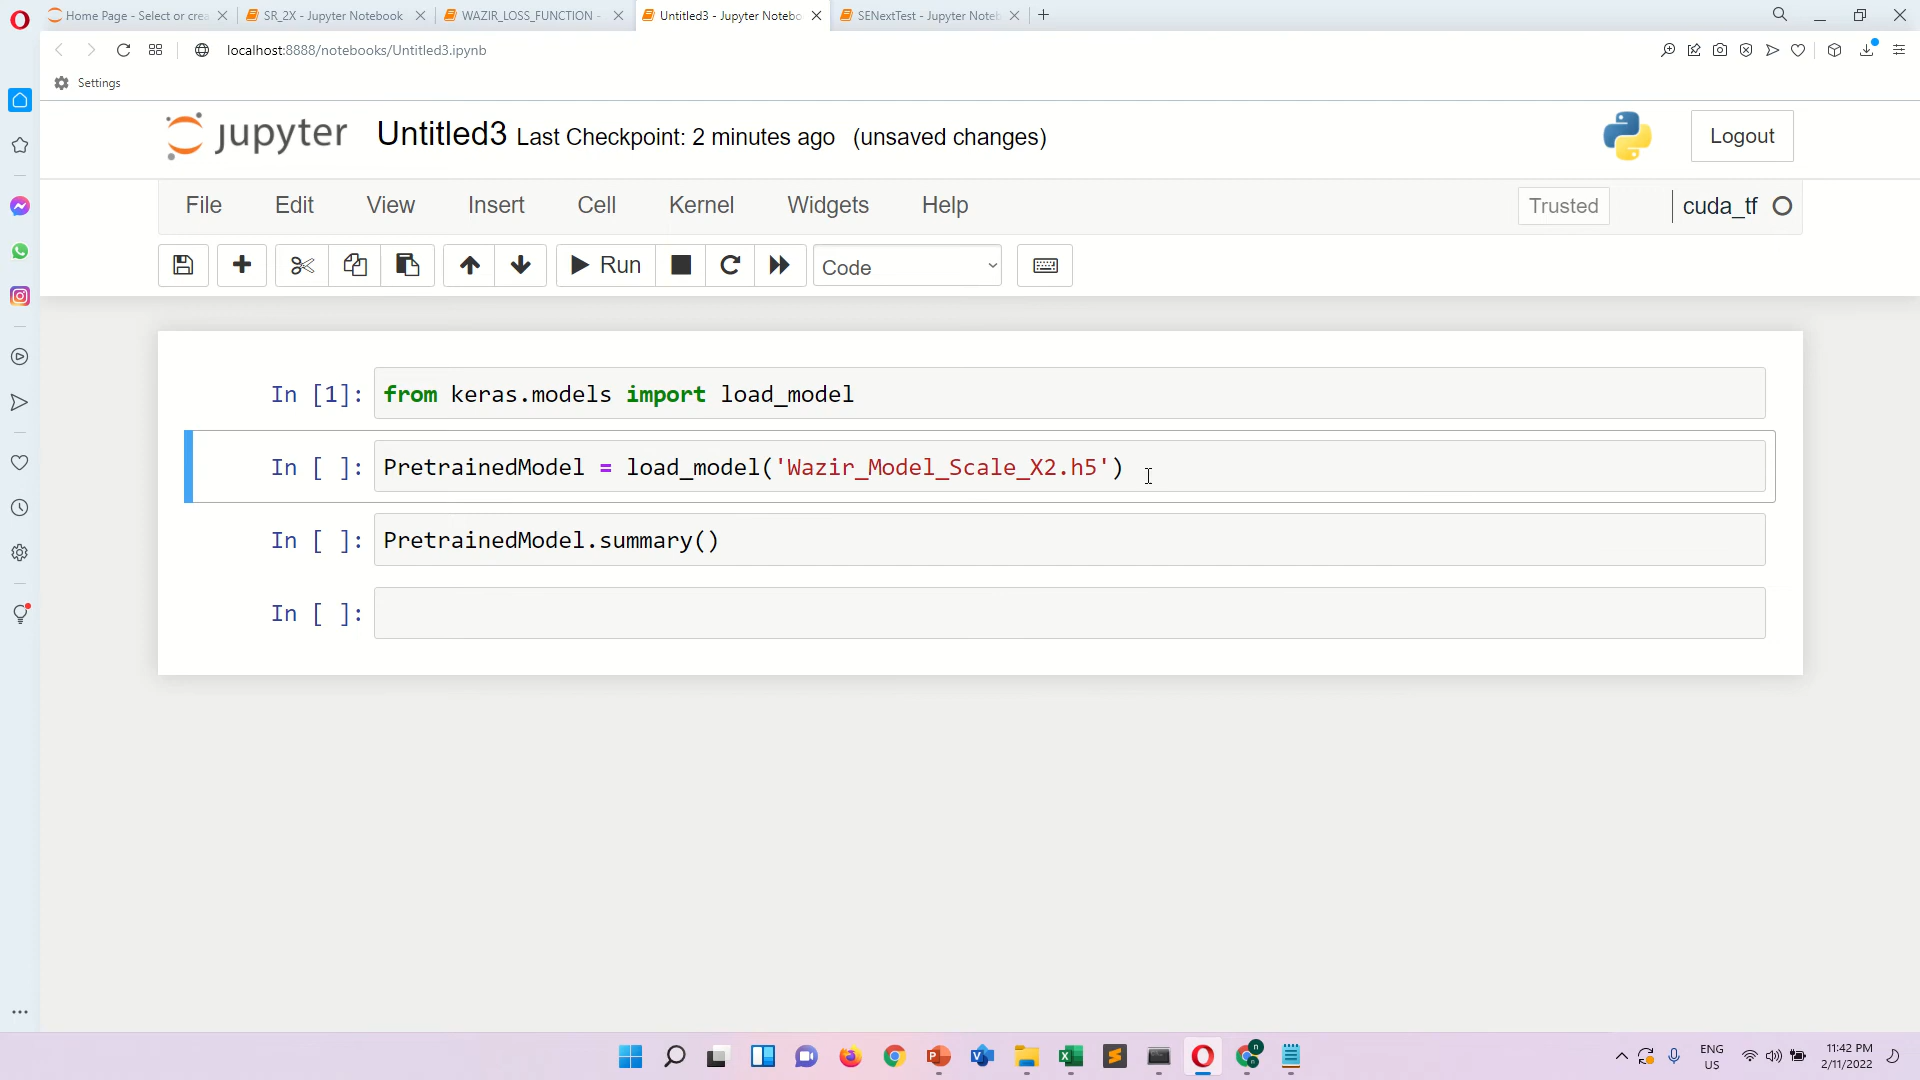 Home Page - Select or crea
SR_2X - Jupyter Notebook
WAZIR_LOSS_FUNCTION -
Untitled3 - Jupyter Notebo
SENextTest - Jupyter Noteb
localhost:8888/notebooks/Untitled3.ipynb
Settings
jupyter Untitled3 Last Checkpoint: 2 minutes ago (unsaved changes)
Logout
File Edit View Insert Cell Kernel Widgets Help
Trusted
cuda_tf
Run
Code
In [1]: from keras.models import load_model
In [ ]: PretrainedModel = load_model('Wazir_Model_Scale_X2.h5')
In [ ]: PretrainedModel.summary()
In [ ]:
ENG
US
11:42 PM
2/11/2022